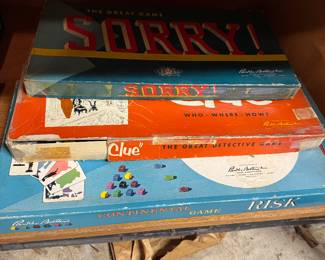 THE GREAT GAME
SORRY!
Parker Brothers
SORRY!
Clue
WHO - WHERE - HOW?
Clue
THE GREAT DETECTIVE GAME
Parker Brothers
CONTINENTAL GAME
RISK